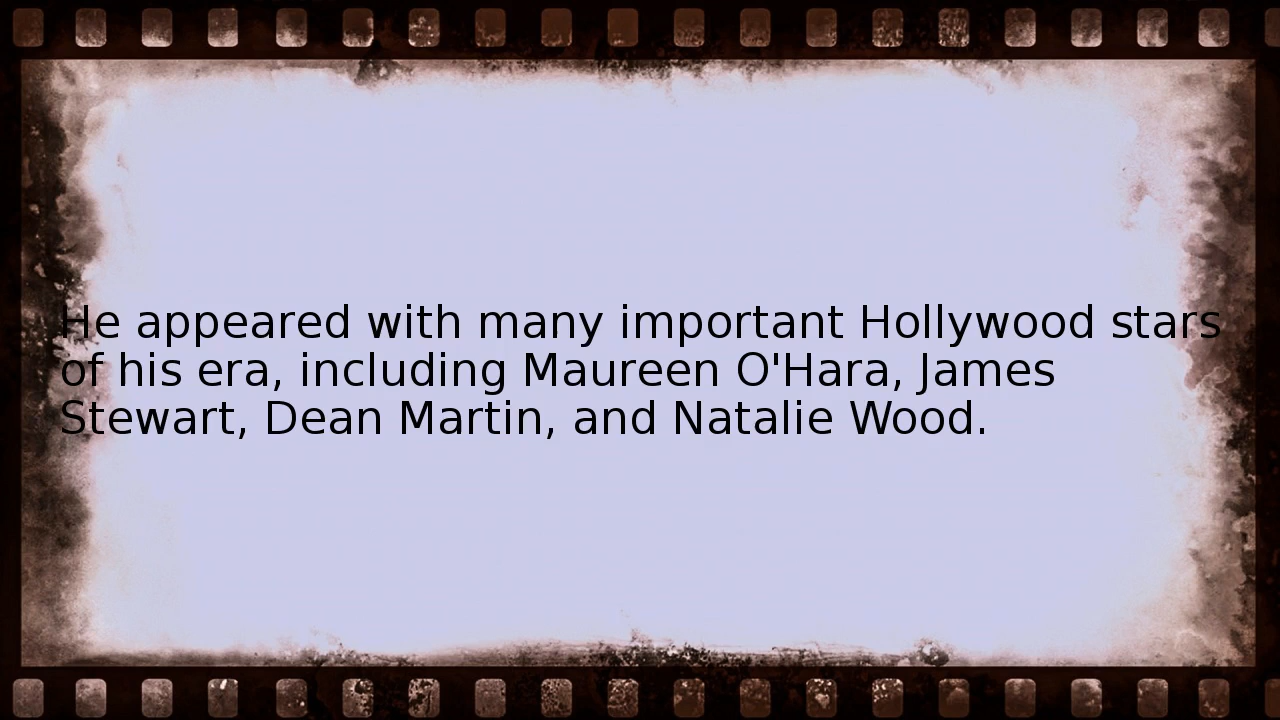 He appeared with many important Hollywood stars
of his era, including Maureen O'Hara, James
Stewart, Dean Martin, and Natalie Wood.